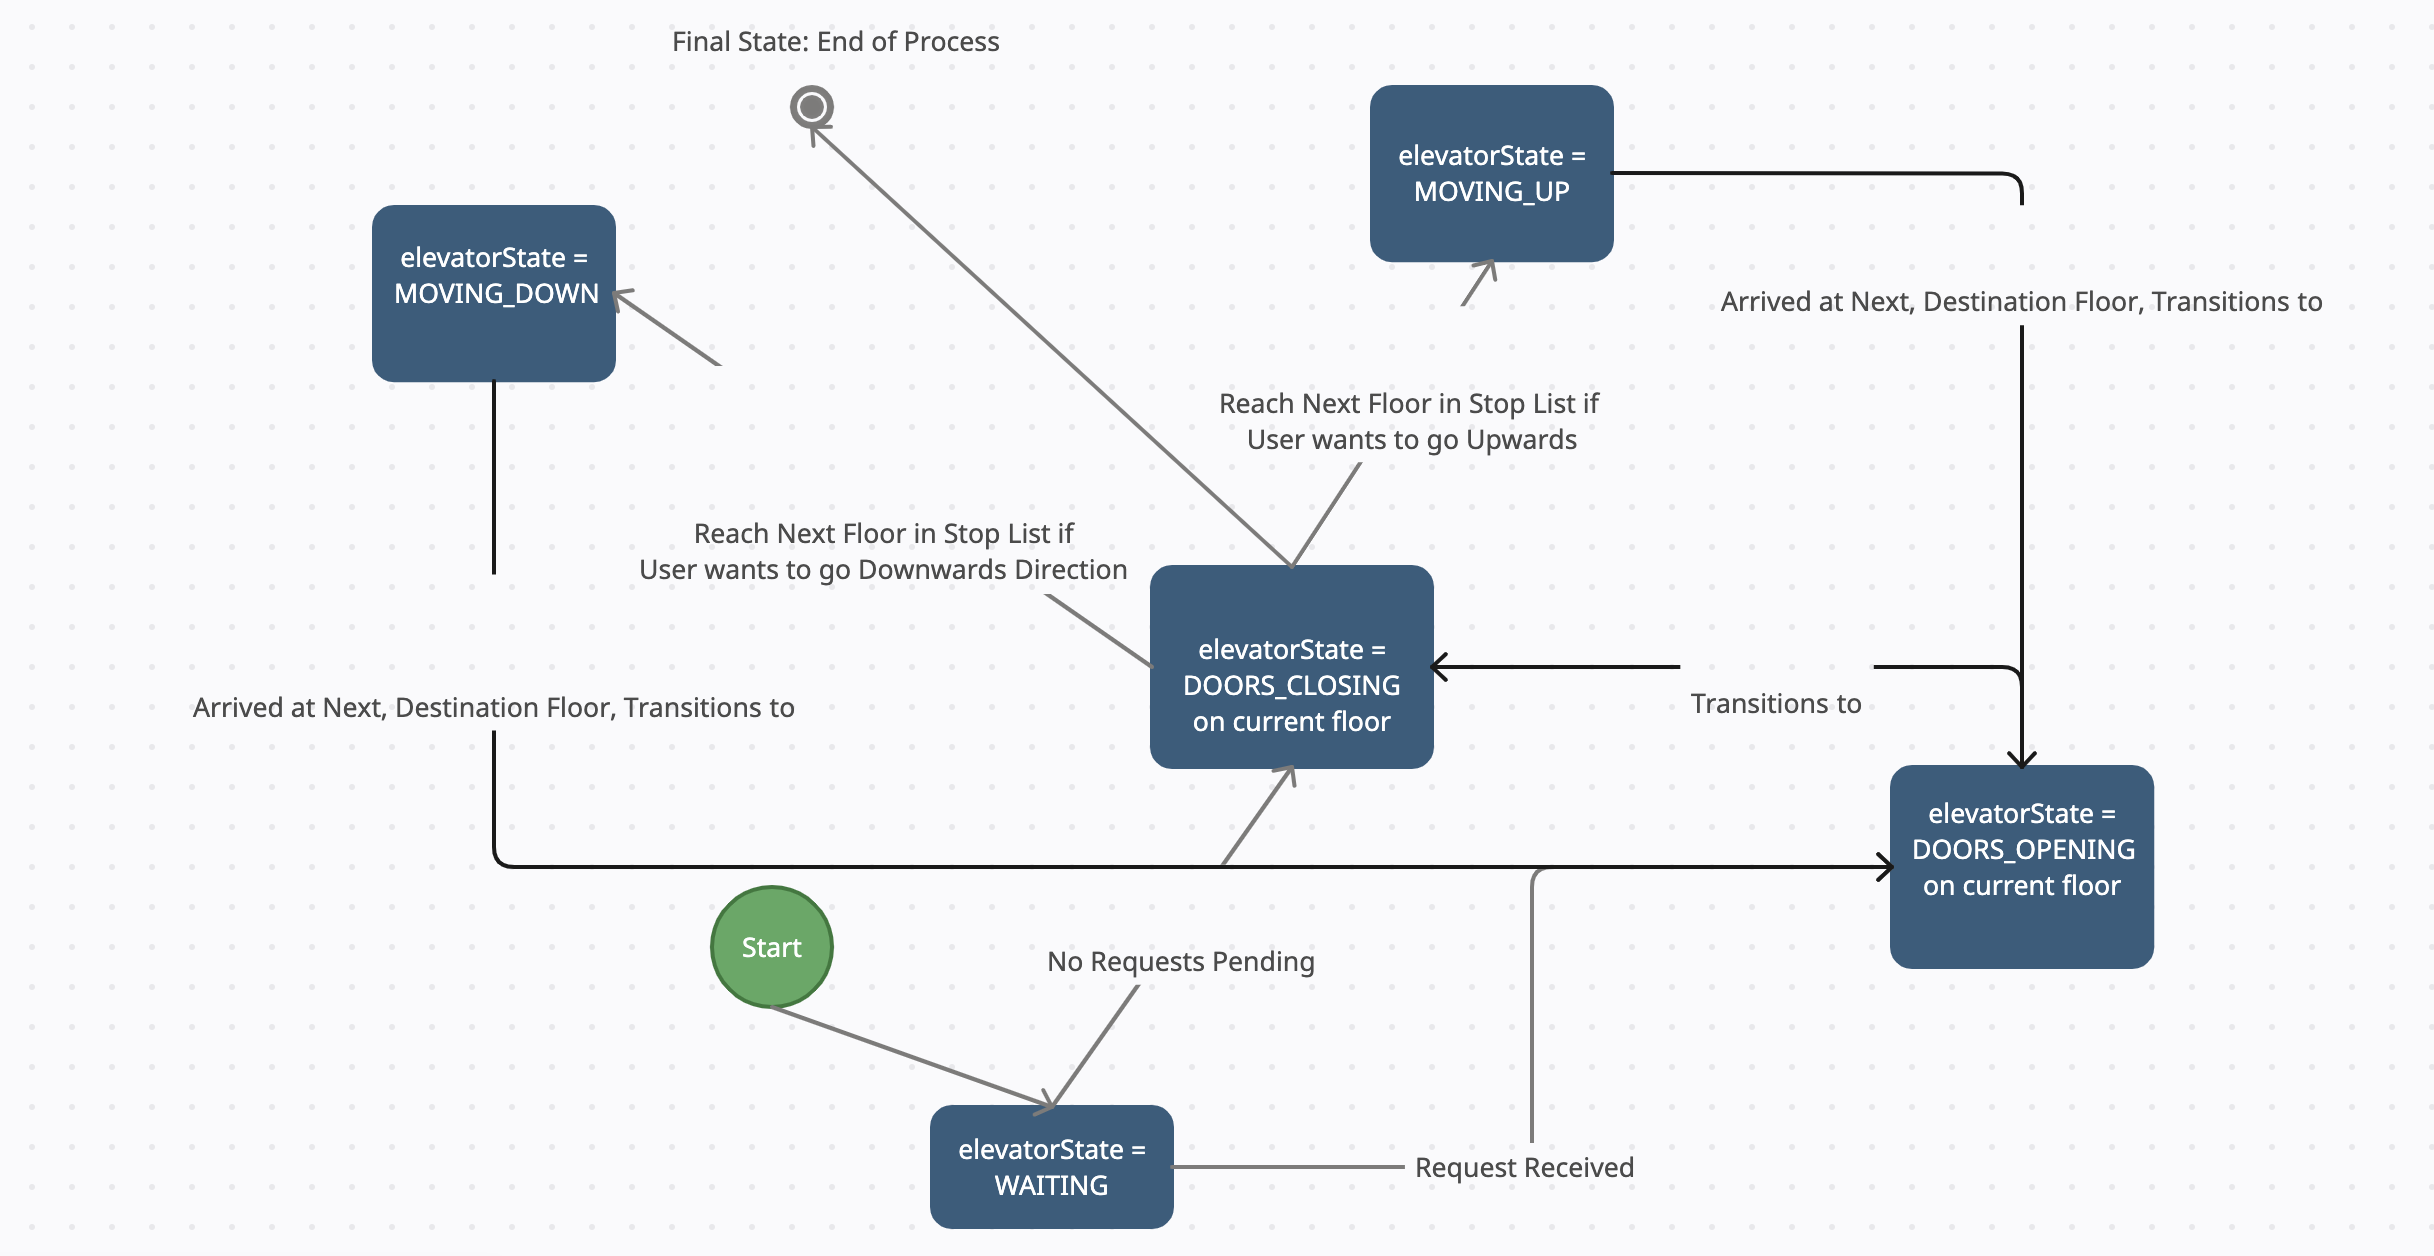 Final State: End of Process
elevatorState =
MOVING_UP
elevatorState =
MOVING_DOWN
Arrived at Next, Destination Floor, Transitions to
Reach Next Floor in Stop List if
User wants to go Upwards
Reach Next Floor in Stop List if
User wants to go Downwards Direction
elevatorState =
DOORS_CLOSING
on current floor
Transitions to
Arrived at Next, Destination Floor, Transitions to
elevatorState =
DOORS_OPENING
on current floor
Start
No Requests Pending
elevatorState =
WAITING
Request Received